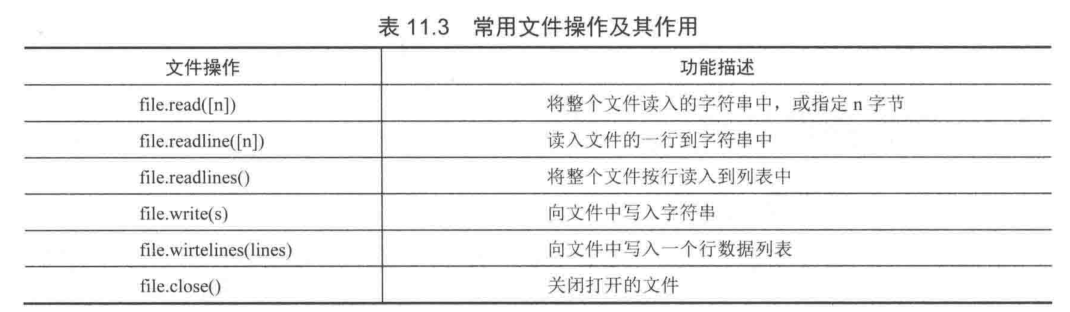 表 11.3 常用文件操作及其作用
文件操作 功能描述
file.read([n]) 将整个文件读入的字符串中，或指定 n 字节
file.readline([n]) 读入文件的一行到字符串中
file.readlines() 将整个文件按行读入到列表中
file.write(s) 向文件中写入字符串
file.wirtelines(lines) 向文件中写入一个行数据列表
file.close() 关闭打开的文件